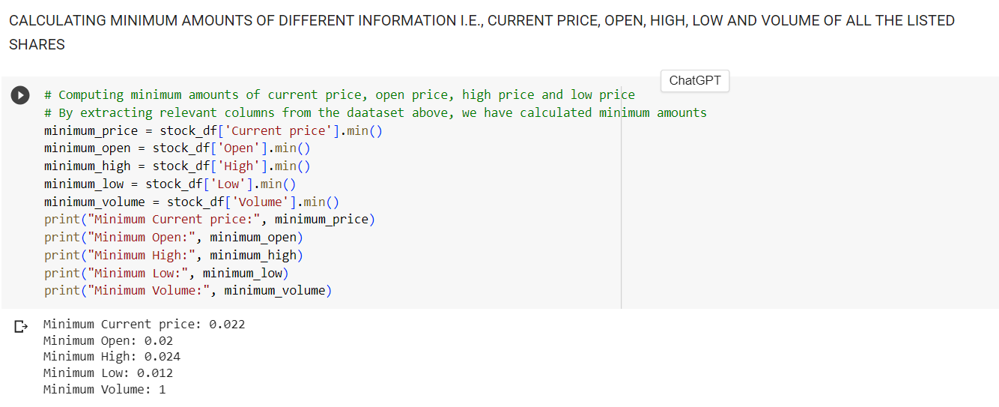 CALCULATING MINIMUM AMOUNTS OF DIFFERENT INFORMATION I.E., CURRENT PRICE, OPEN, HIGH, LOW AND VOLUME OF ALL THE LISTED
SHARES
ChatGPT
# Computing minimum amounts of current price, open price, high price and low price
# By extracting relevant columns from the daataset above, we have calculated minimum amounts
minimum_price = stock_df['Current price'].min()
minimum_open = stock_df['Open'].min()
minimum_high = stock_df['High'].min()
minimum_low = stock_df['Low'].min()
minimum_volume = stock_df['Volume'].min()
print("Minimum Current price:", minimum_price)
print("Minimum Open:", minimum_open)
print("Minimum High:", minimum_high)
print("Minimum Low:", minimum_low)
print("Minimum Volume:", minimum_volume)
Minimum Current price: 0.022
Minimum Open: 0.02
Minimum High: 0.024
Minimum Low: 0.012
Minimum Volume: 1